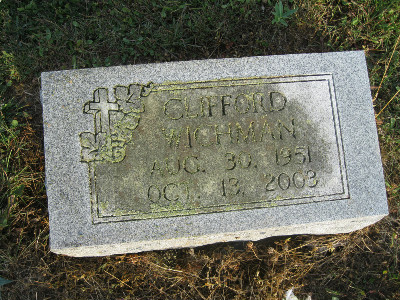 CLIFFORD
WICHMAN
AUG. 30, 1951
OCT. 13, 2003